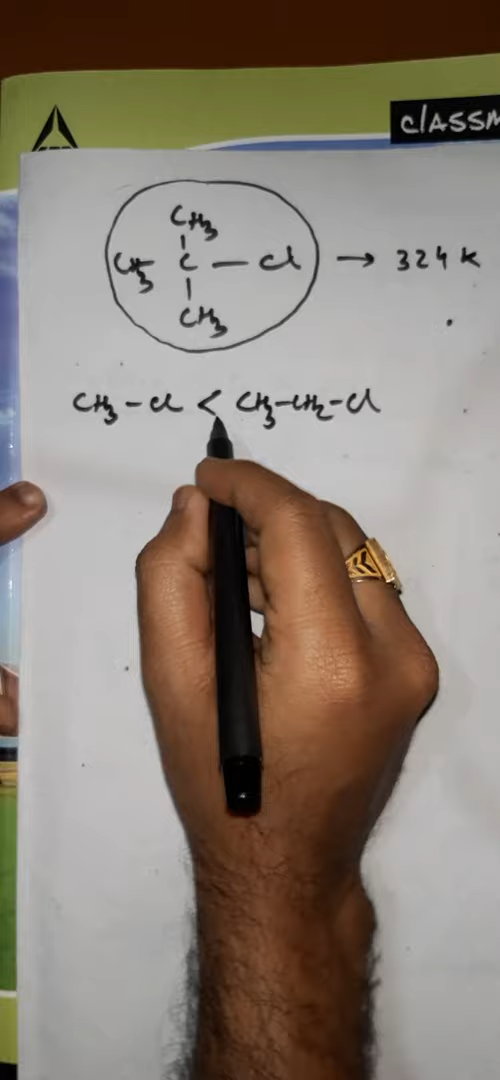 CLASSM
CH3
|
CH3 - C - Cl → 324 K
|
CH3
CH3-Cl < CH3-CH2-Cl